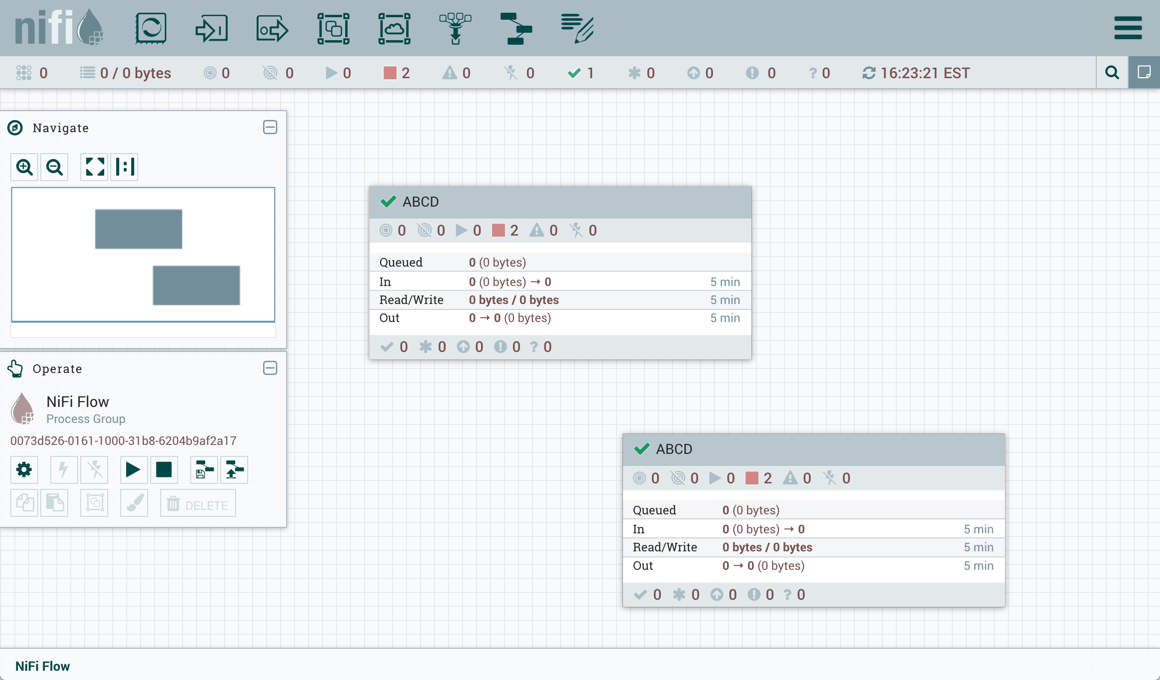 nifi
0 0 / 0 bytes 0 0 0 2 0 0 1 0 0 0 ? 0 16:23:21 EST
Navigate
Operate
NiFi Flow
Process Group
0073d526-0161-1000-31b8-6204b9af2a17
DELETE
ABCD
0 0 0 2 0 0
Queued 0 (0 bytes)
In 0 (0 bytes) → 0 5 min
Read/Write 0 bytes / 0 bytes 5 min
Out 0 → 0 (0 bytes) 5 min
0 0 0 0 ? 0
ABCD
0 0 0 2 0 0
Queued 0 (0 bytes)
In 0 (0 bytes) → 0 5 min
Read/Write 0 bytes / 0 bytes 5 min
Out 0 → 0 (0 bytes) 5 min
0 0 0 0 ? 0
NiFi Flow